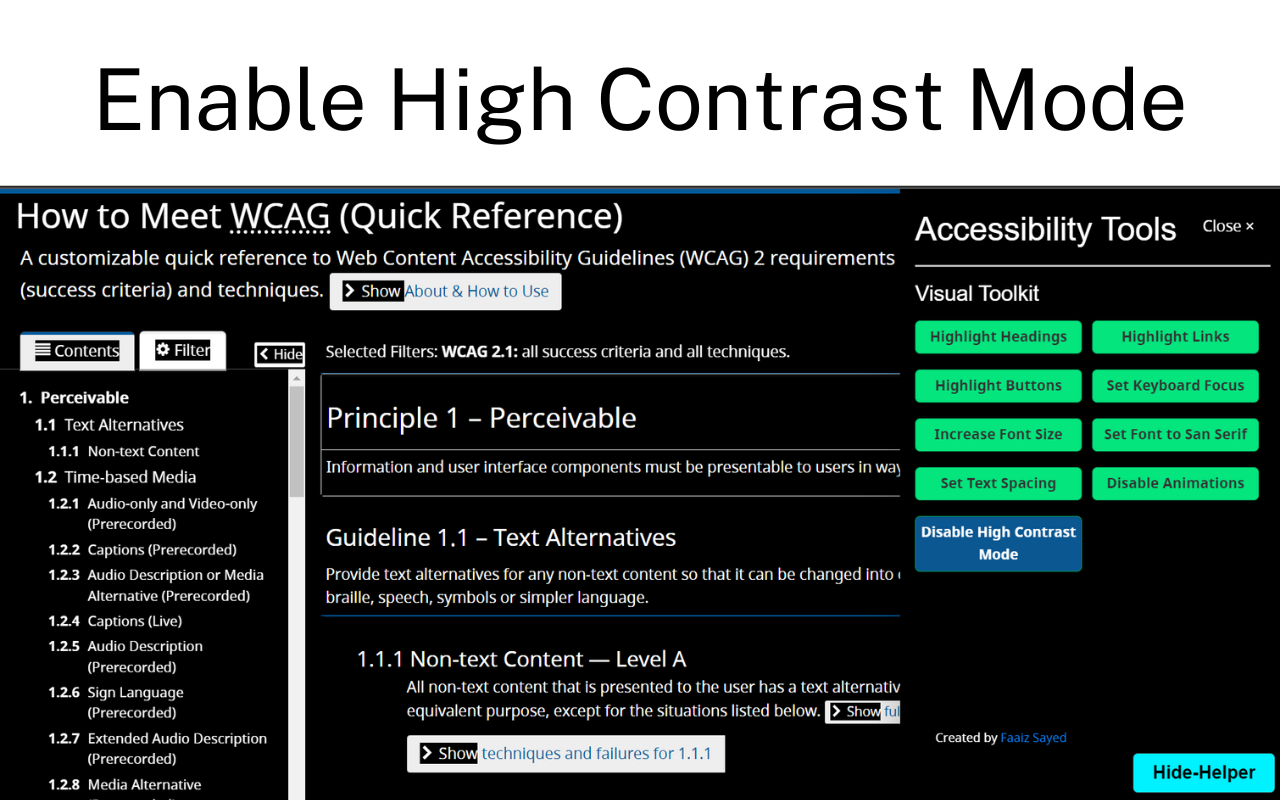 Enable High Contrast Mode
How to Meet WCAG (Quick Reference)
A customizable quick reference to Web Content Accessibility Guidelines (WCAG) 2 requirements
(success criteria) and techniques. Show About & How to Use
Contents
Filter
Hide
1. Perceivable
1.1 Text Alternatives
1.1.1 Non-text Content
1.2 Time-based Media
1.2.1 Audio-only and Video-only
(Prerecorded)
1.2.2 Captions (Prerecorded)
1.2.3 Audio Description or Media
Alternative (Prerecorded)
1.2.4 Captions (Live)
1.2.5 Audio Description
(Prerecorded)
1.2.6 Sign Language
(Prerecorded)
1.2.7 Extended Audio Description
(Prerecorded)
1.2.8 Media Alternative
Selected Filters: WCAG 2.1: all success criteria and all techniques.
Principle 1 – Perceivable
Information and user interface components must be presentable to users in way
Guideline 1.1 – Text Alternatives
Provide text alternatives for any non-text content so that it can be changed into
braille, speech, symbols or simpler language.
1.1.1 Non-text Content — Level A
All non-text content that is presented to the user has a text alternativ
equivalent purpose, except for the situations listed below. Show ful
Show techniques and failures for 1.1.1
Accessibility Tools
Close ×
Visual Toolkit
Highlight Headings
Highlight Links
Highlight Buttons
Set Keyboard Focus
Increase Font Size
Set Font to San Serif
Set Text Spacing
Disable Animations
Disable High Contrast
Mode
Created by Faaiz Sayed
Hide-Helper